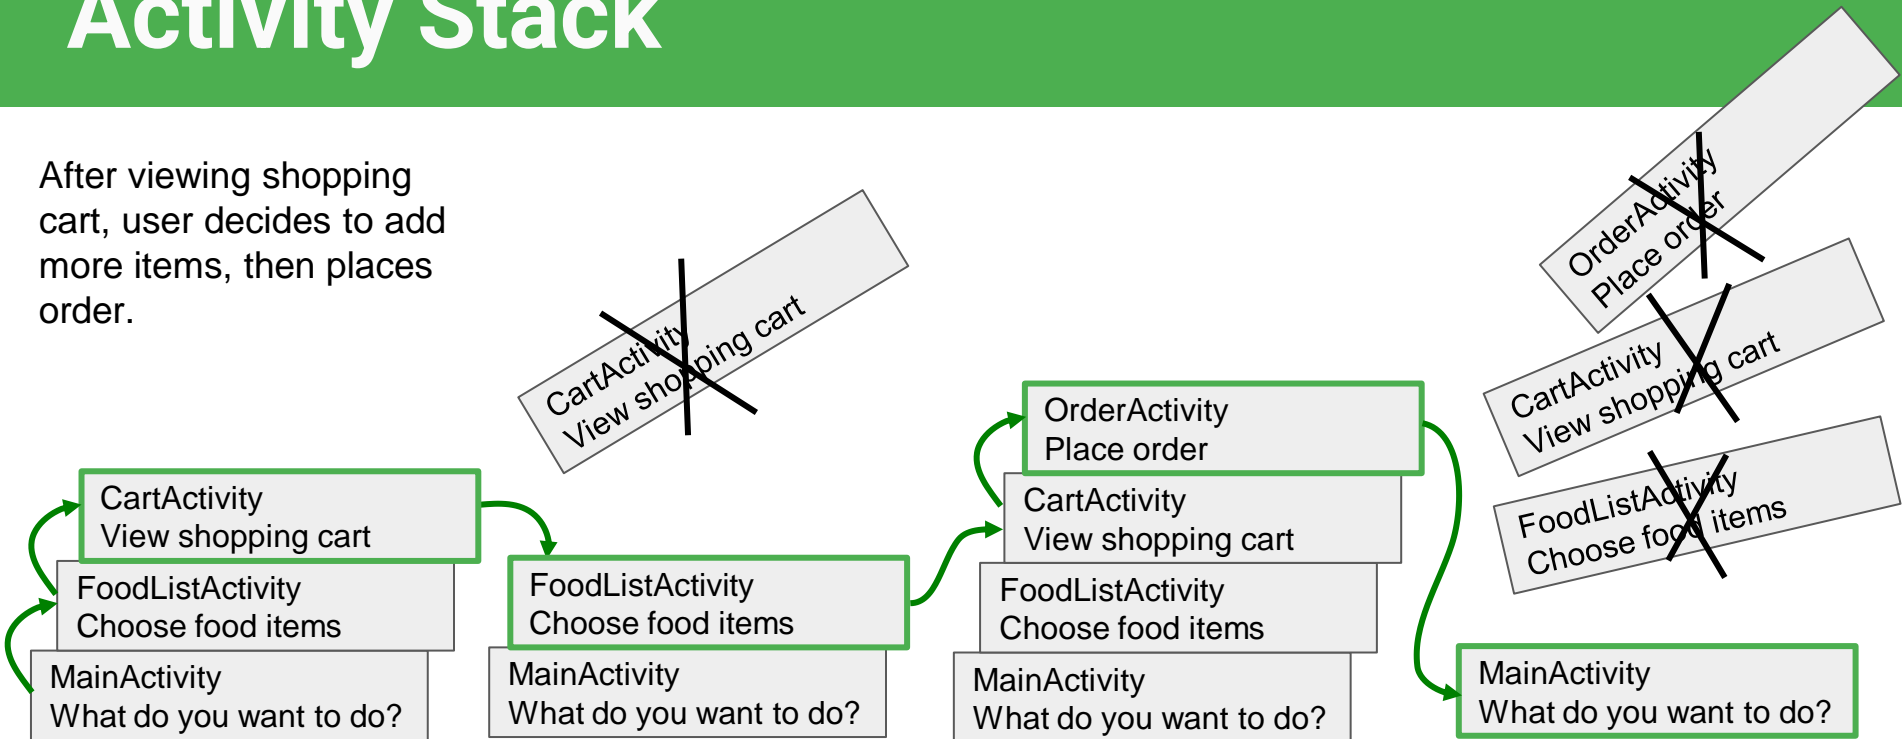 Activity Stack
After viewing shopping
cart, user decides to add
more items, then places
order.
CartActivity
View shopping cart
FoodListActivity
Choose food items
MainActivity
What do you want to do?
CartActivity
View shopping cart
FoodListActivity
Choose food items
MainActivity
What do you want to do?
OrderActivity
Place order
CartActivity
View shopping cart
FoodListActivity
Choose food items
MainActivity
What do you want to do?
OrderActivity
Place order
CartActivity
View shopping cart
FoodListActivity
Choose food items
MainActivity
What do you want to do?